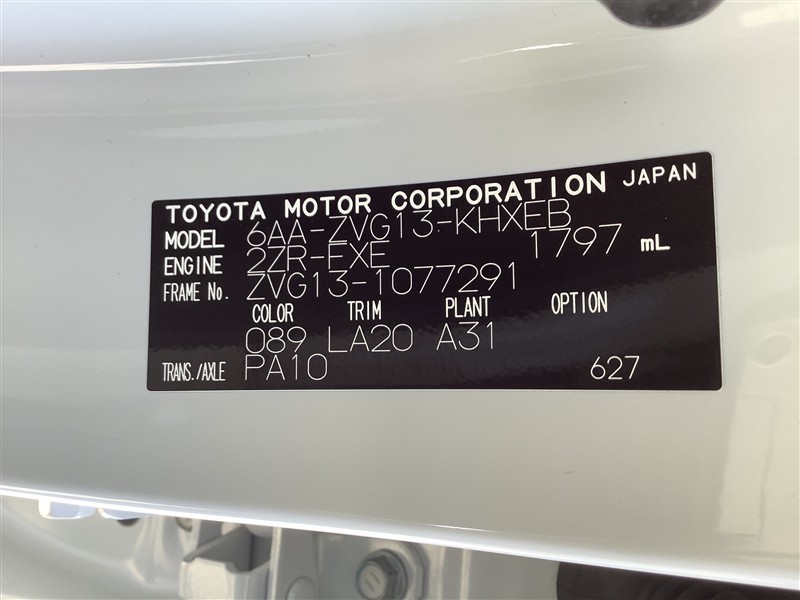 TOYOTA MOTOR CORPORATION JAPAN
MODEL 6AA-ZVG13-KHXEB
ENGINE 2ZR-EXE 1797 mL
FRAME No. ZVG13-1077291
COLOR TRIM PLANT OPTION
089 LA20 A31
TRANS./AXLE PA10 627